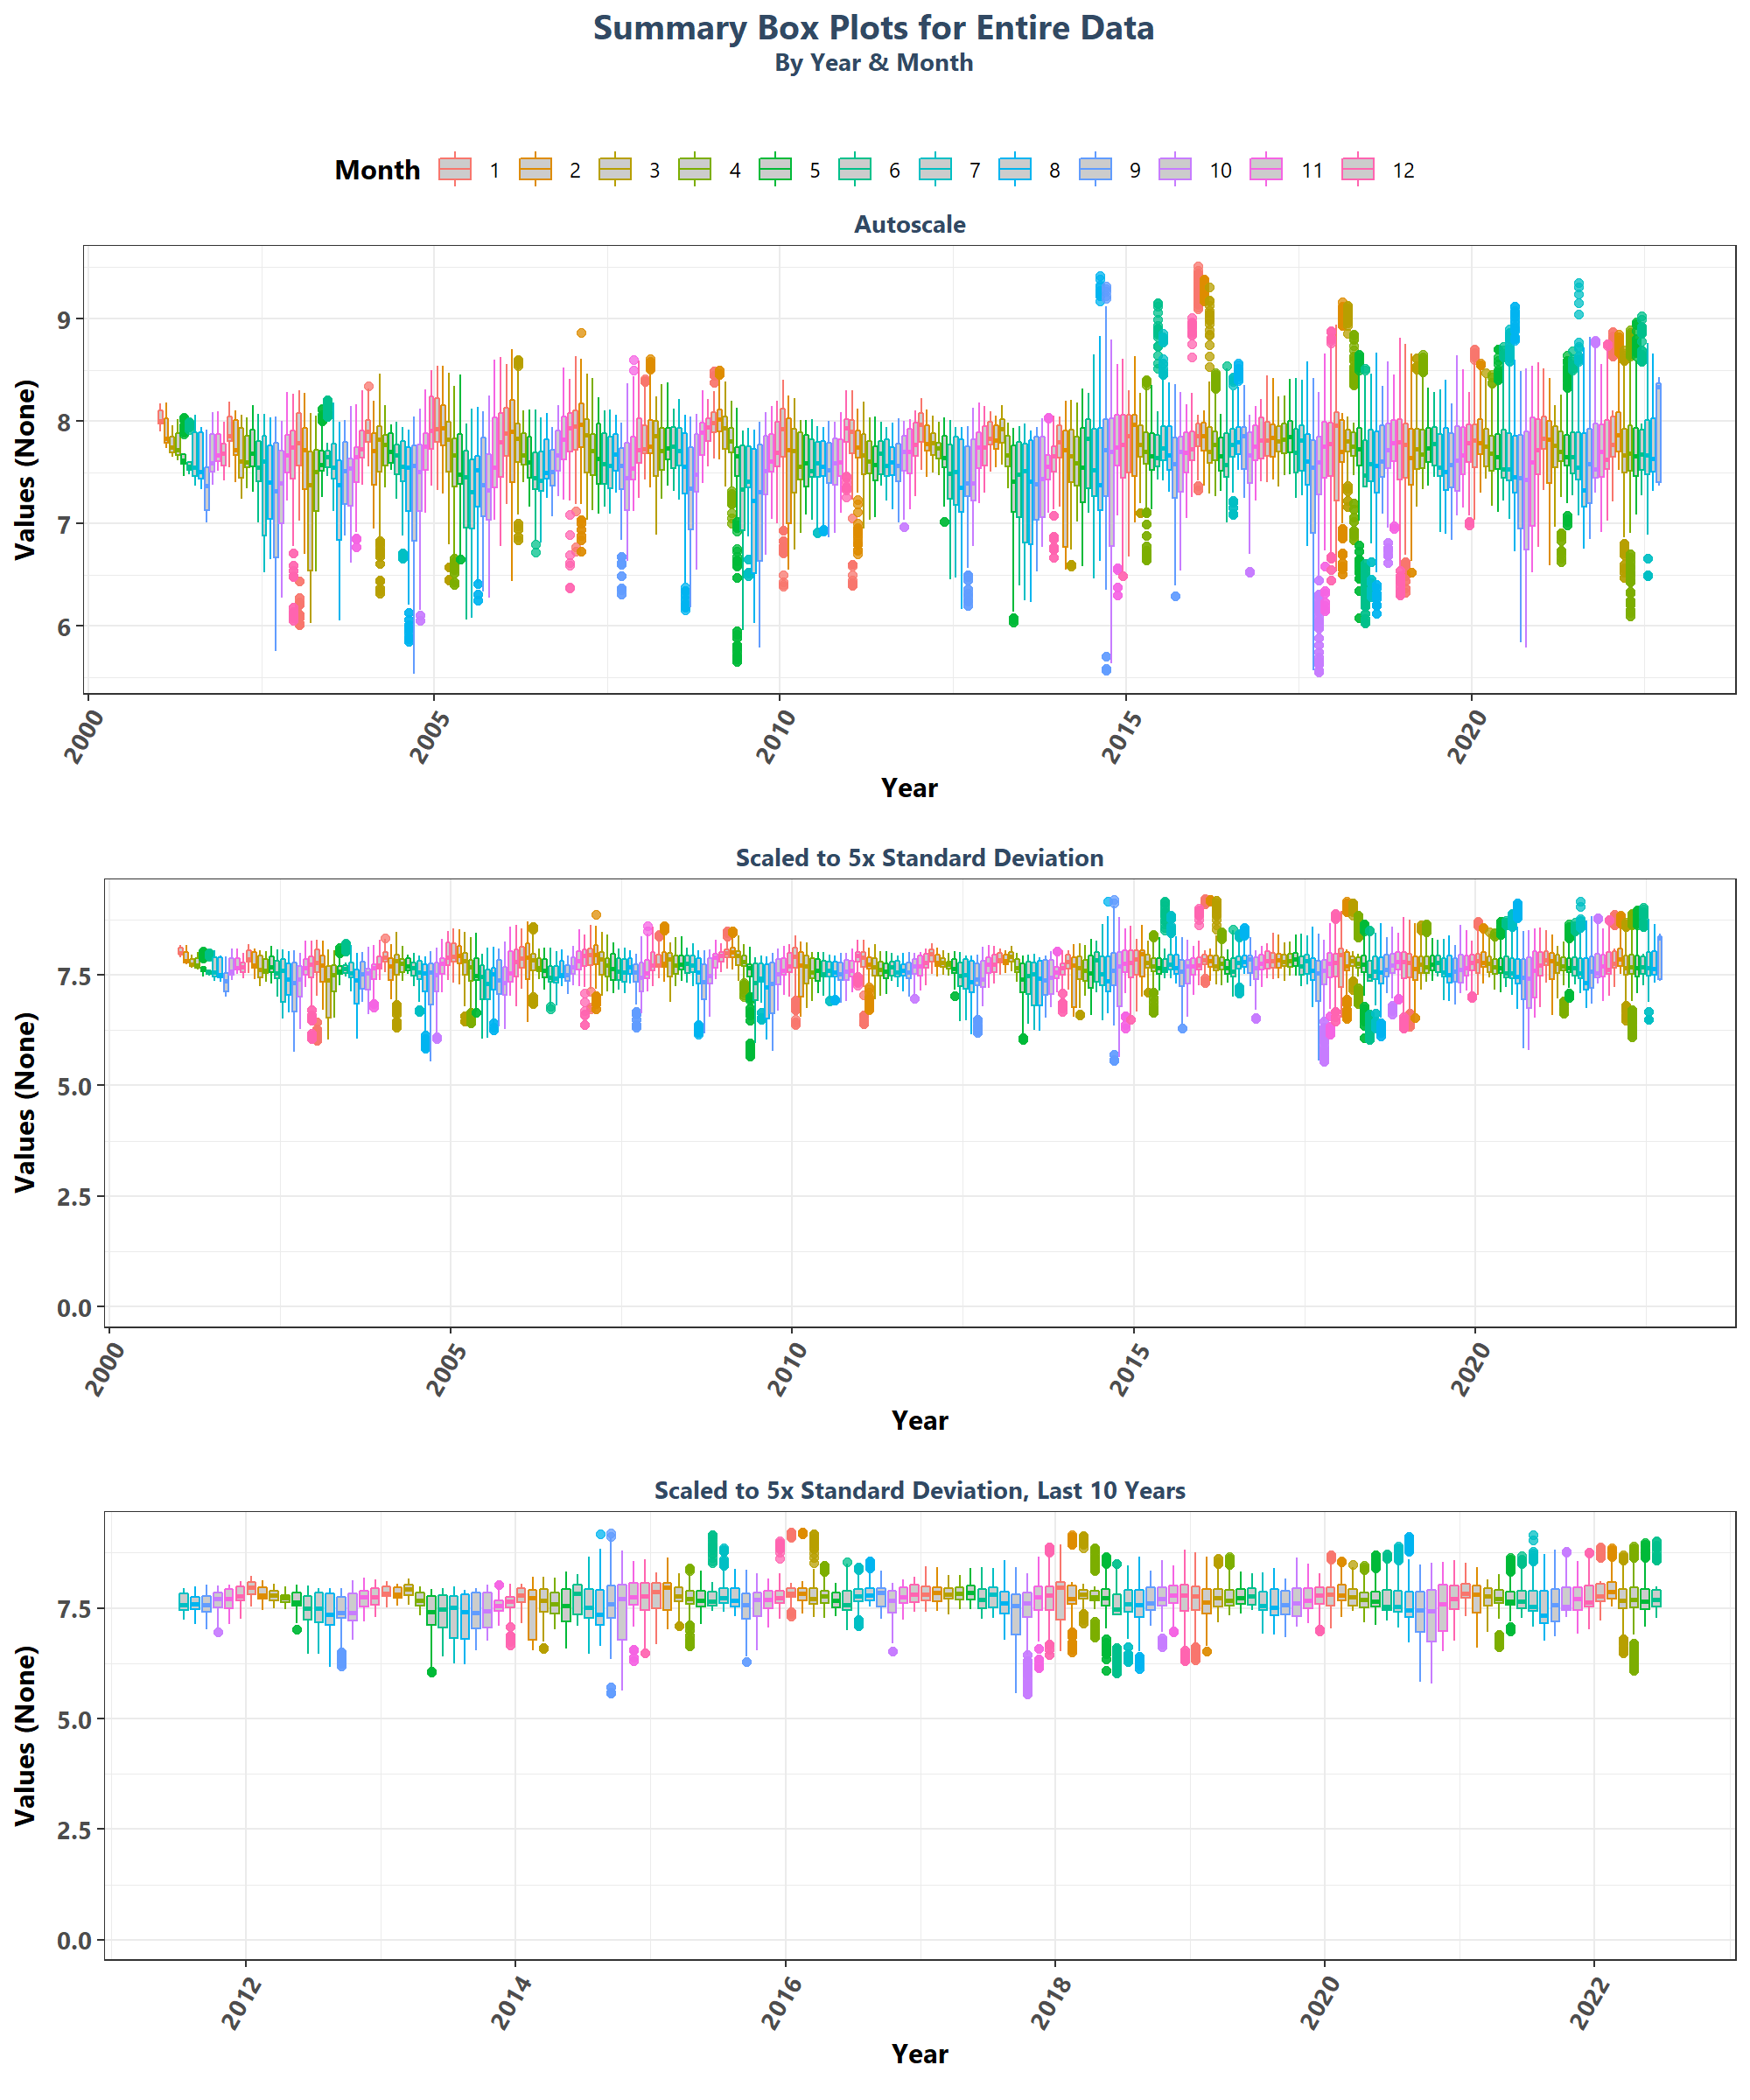 Summary Box Plots for Entire Data
By Year & Month
Month 1 2 3 4 5 6 7 8 9 10 11 12
Autoscale
Values (None)
9
8
7
6
2000 2005 2010 2015 2020
Year
Scaled to 5x Standard Deviation
Values (None)
7.5
5.0
2.5
0.0
2000 2005 2010 2015 2020
Year
Scaled to 5x Standard Deviation, Last 10 Years
Values (None)
7.5
5.0
2.5
0.0
2012 2014 2016 2018 2020 2022
Year